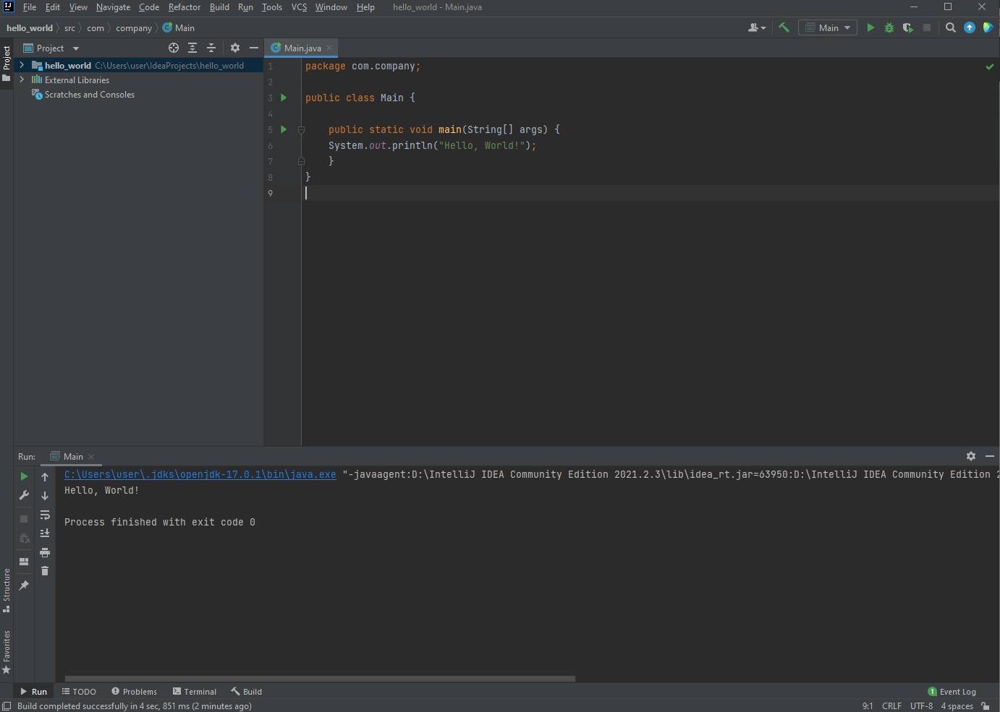 IJ File Edit View Navigate Code Refactor Build Run Tools VCS Window Help hello_world - Main.java
hello_world src com company Main
Main
Project
Project
hello_world C:\Users\user\IdeaProjects\hello_world
External Libraries
Scratches and Consoles
Main.java
1 package com.company;
2
3 public class Main {
4
5 public static void main(String[] args) {
6 System.out.println("Hello, World!");
7 }
8 }
9
Run: Main
C:\Users\user\.jdks\openjdk-17.0.1\bin\java.exe "-javaagent:D:\IntelliJ IDEA Community Edition 2021.2.3\lib\idea_rt.jar=63950:D:\IntelliJ IDEA Community Edition 2
Hello, World!
Process finished with exit code 0
Structure
Favorites
Run TODO Problems Terminal Build
1 Event Log
Build completed successfully in 4 sec, 851 ms (2 minutes ago)
9:1 CRLF UTF-8 4 spaces